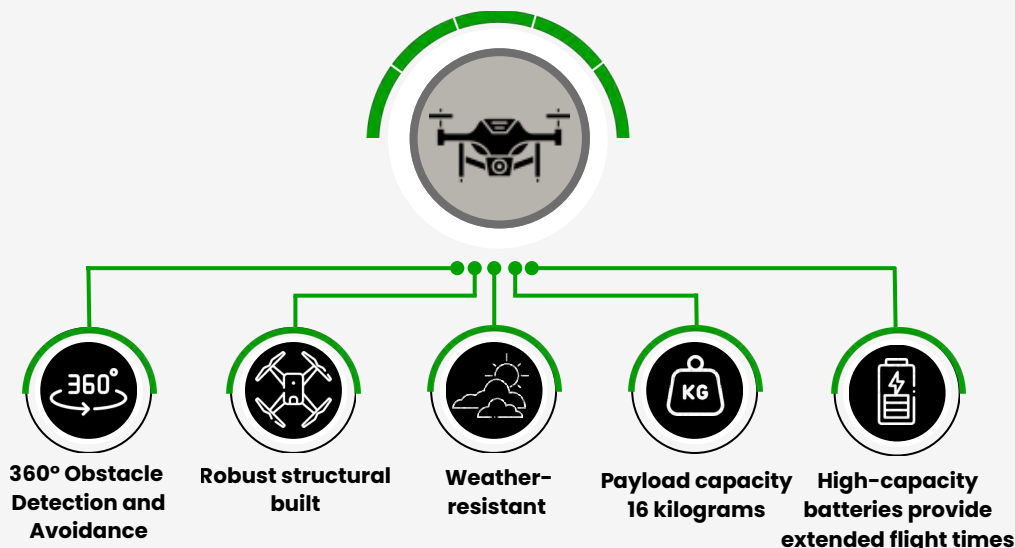 360°
KG
360° Obstacle
Detection and
Avoidance
Robust structural
built
Weather-
resistant
Payload capacity
16 kilograms
High-capacity
batteries provide
extended flight times